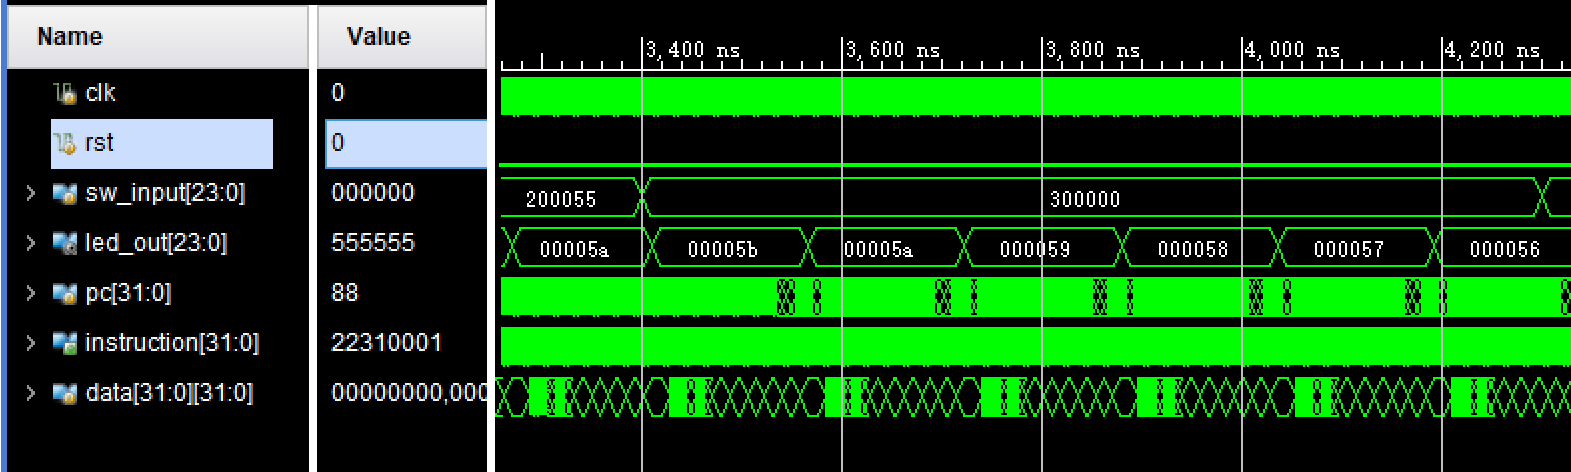 Name Value
3,400 ns 3,600 ns 3,800 ns 4,000 ns 4,200 ns
clk 0
rst 0
sw_input[23:0] 000000 200055 300000
led_out[23:0] 555555 00005a 00005b 00005a 000059 000058 000057 000056
pc[31:0] 88
instruction[31:0] 22310001
data[31:0][31:0] 00000000,000